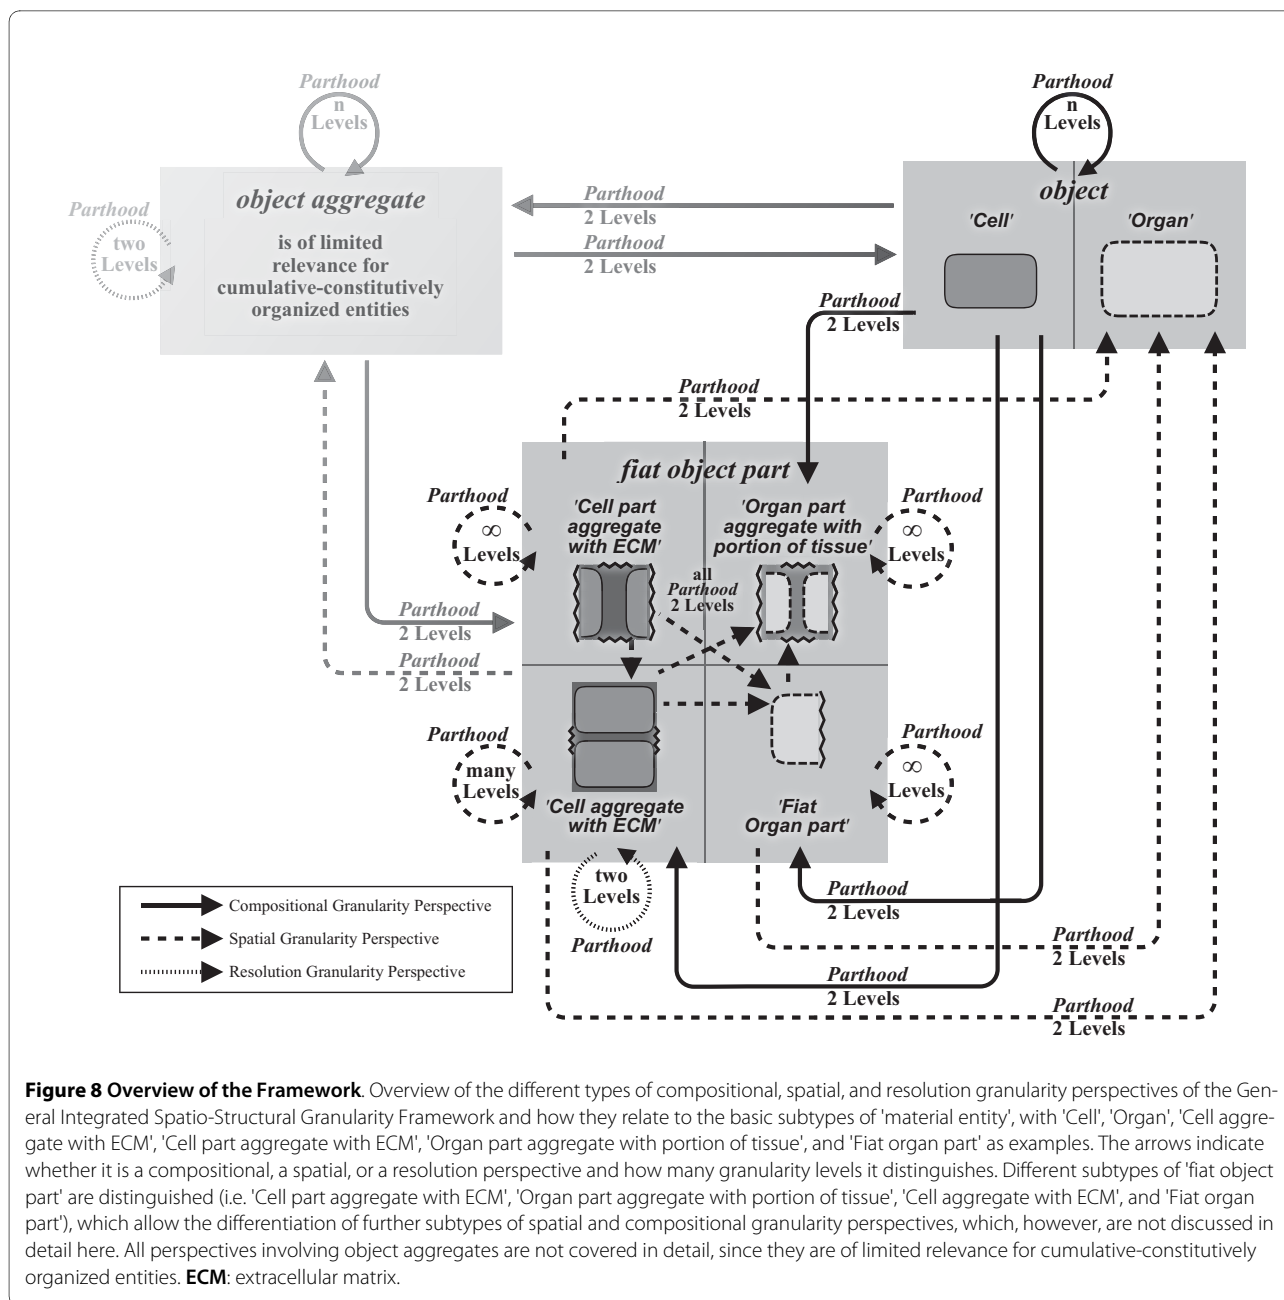 Parthood
n
Levels
Parthood
n
Levels
object aggregate
is of limited
relevance for
cumulative-constitutively
organized entities
Parthood
two
Levels
Parthood
2 Levels
Parthood
2 Levels
object
'Cell'
'Organ'
Parthood
2 Levels
Parthood
2 Levels
fiat object part
Parthood
∞
Levels
'Cell part
aggregate
with ECM'
'Organ part
aggregate with
portion of tissue'
Parthood
∞
Levels
all
Parthood
2 Levels
Parthood
2 Levels
Parthood
2 Levels
Parthood
many
Levels
Parthood
∞
Levels
'Cell aggregate
with ECM'
'Fiat
Organ part'
two
Levels
Parthood
Parthood
2 Levels
Parthood
2 Levels
Parthood
2 Levels
Parthood
2 Levels
Compositional Granularity Perspective
Spatial Granularity Perspective
Resolution Granularity Perspective
Figure 8 Overview of the Framework. Overview of the different types of compositional, spatial, and resolution granularity perspectives of the Gen-
eral Integrated Spatio-Structural Granularity Framework and how they relate to the basic subtypes of 'material entity', with 'Cell', 'Organ', 'Cell aggre-
gate with ECM', 'Cell part aggregate with ECM', 'Organ part aggregate with portion of tissue', and 'Fiat organ part' as examples. The arrows indicate
whether it is a compositional, a spatial, or a resolution perspective and how many granularity levels it distinguishes. Different subtypes of 'fiat object
part' are distinguished (i.e. 'Cell part aggregate with ECM', 'Organ part aggregate with portion of tissue', 'Cell aggregate with ECM', and 'Fiat organ
part'), which allow the differentiation of further subtypes of spatial and compositional granularity perspectives, which, however, are not discussed in
detail here. All perspectives involving object aggregates are not covered in detail, since they are of limited relevance for cumulative-constitutively
organized entities. ECM: extracellular matrix.